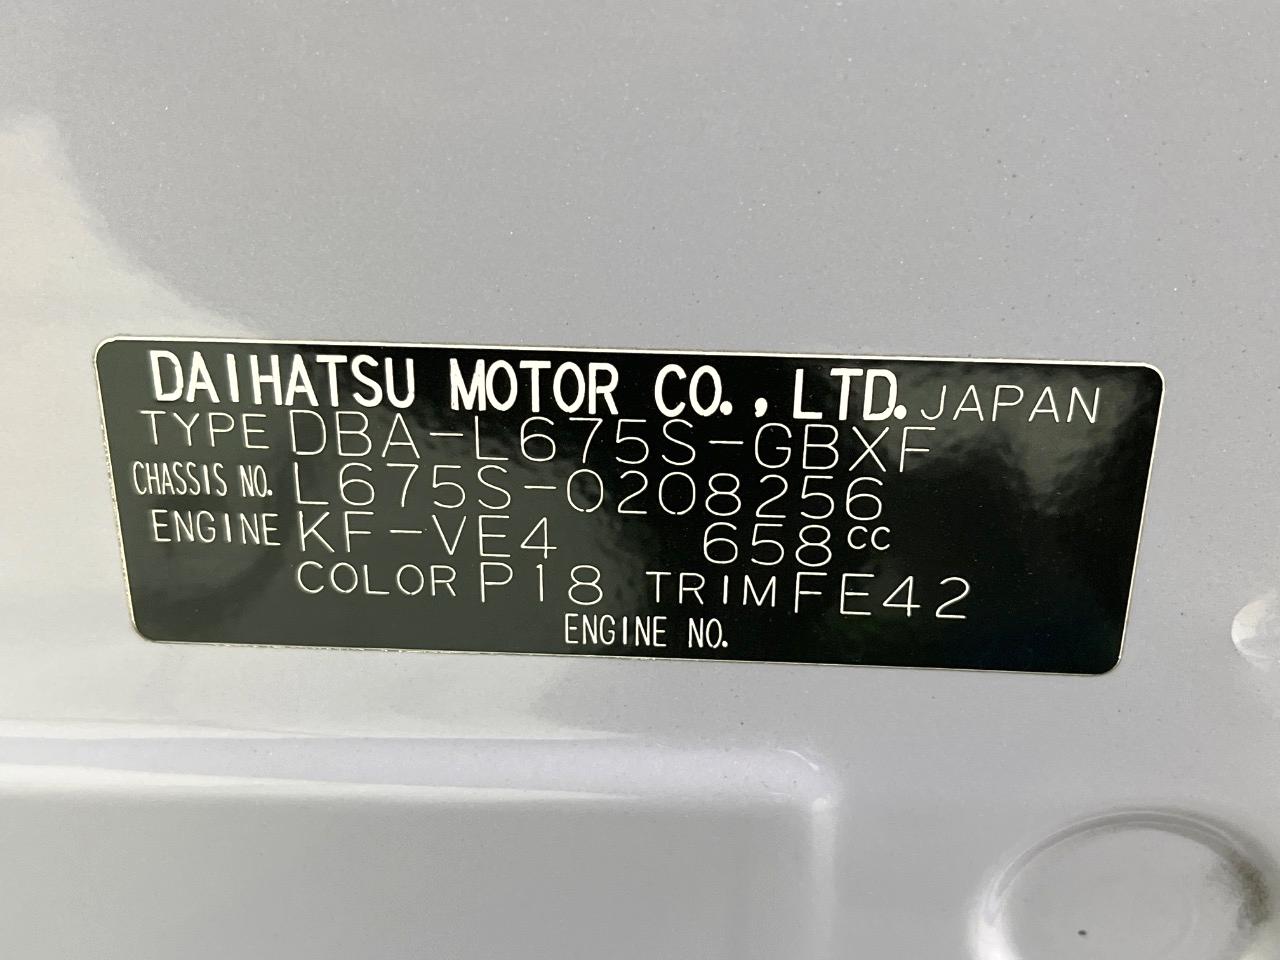 DAIHATSU MOTOR CO., LTD. JAPAN
TYPE DBA-L675S-GBXF
CHASSIS NO. L675S-0208256
ENGINE KF-VE4 658cc
COLOR P18 TRIM FE42
ENGINE NO.